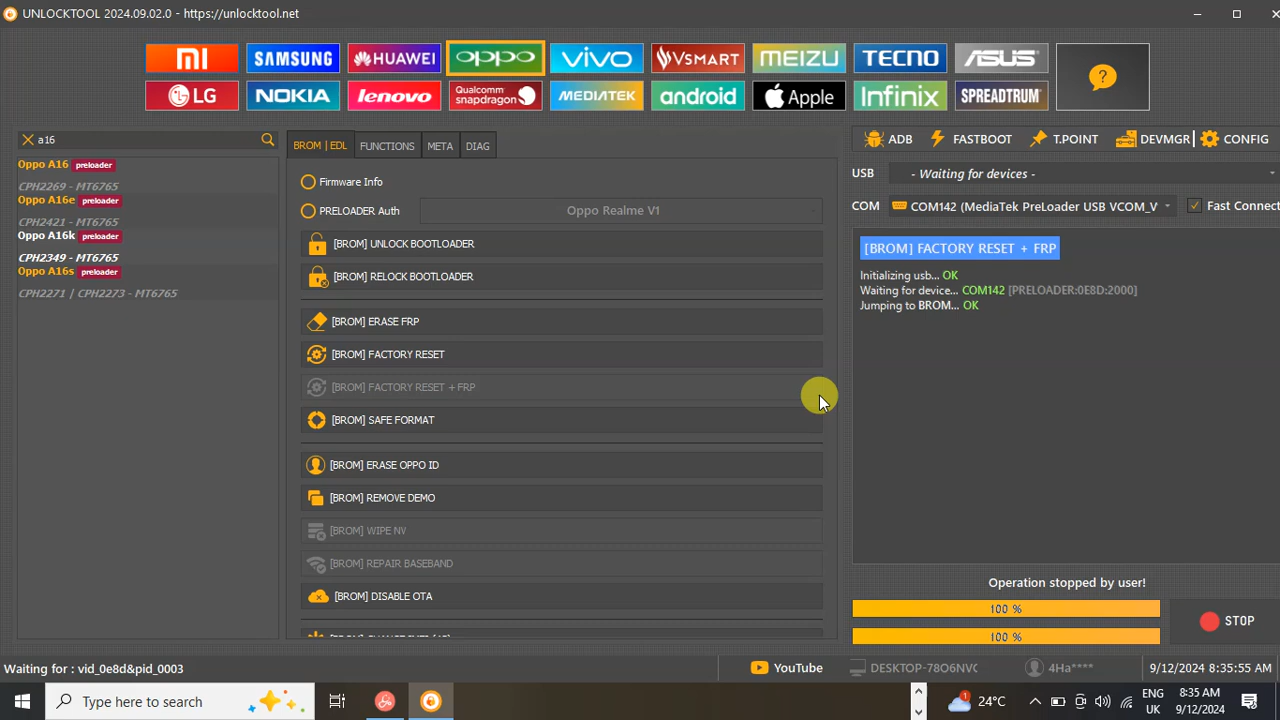 UNLOCKTOOL 2024.09.02.0 - https://unlocktool.net
MI SAMSUNG HUAWEI oppo vivo VSMART MEIZU TECNO ASUS ?
LG NOKIA lenovo Qualcomm snapdragon MEDIATEK android Apple Infinix SPREADTRUM
a16
Oppo A16 preloader
CPH2269 - MT6765
Oppo A16e preloader
CPH2421 - MT6765
Oppo A16k preloader
CPH2349 - MT6765
Oppo A16s preloader
CPH2271 | CPH2273 - MT6765
BROM | EDL FUNCTIONS META DIAG
Firmware Info
PRELOADER Auth Oppo Realme V1
[BROM] UNLOCK BOOTLOADER
[BROM] RELOCK BOOTLOADER
[BROM] ERASE FRP
[BROM] FACTORY RESET
[BROM] FACTORY RESET + FRP
[BROM] SAFE FORMAT
[BROM] ERASE OPPO ID
[BROM] REMOVE DEMO
[BROM] WIPE NV
[BROM] REPAIR BASEBAND
[BROM] DISABLE OTA
ADB FASTBOOT T.POINT DEVMGR CONFIG
USB - Waiting for devices -
COM COM142 (MediaTek PreLoader USB VCOM_V Fast Connect
[BROM] FACTORY RESET + FRP
Initializing usb... OK
Waiting for device... COM142 [PRELOADER:0E8D:2000]
Jumping to BROM... OK
Operation stopped by user!
100 %
100 %
STOP
Waiting for : vid_0e8d&pid_0003
YouTube DESKTOP-78O6NVC 4Ha**** 9/12/2024 8:35:55 AM
Type here to search
1 24°C ENG UK 8:35 AM 9/12/2024